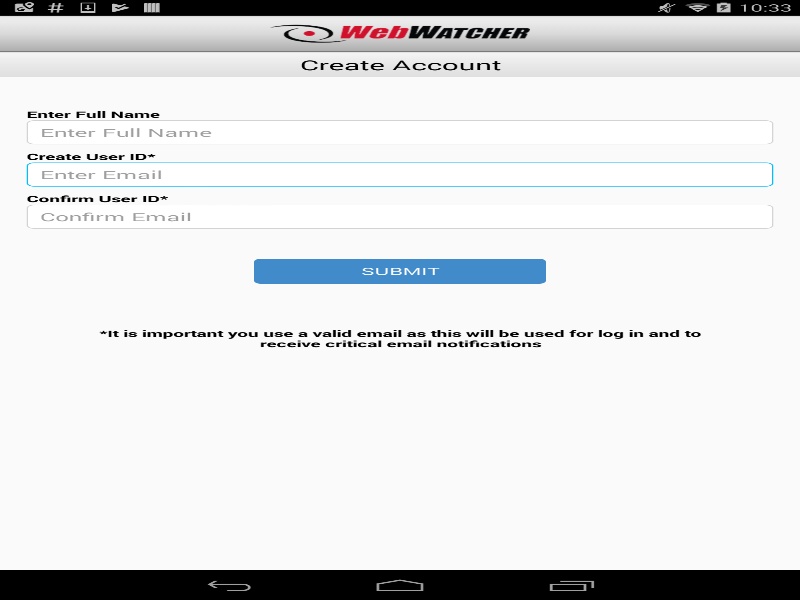 10:33
WebWatcher
Create Account
Enter Full Name
Enter Full Name
Create User ID*
Enter Email
Confirm User ID*
Confirm Email
SUBMIT
*It is important you use a valid email as this will be used for log in and to
receive critical email notifications